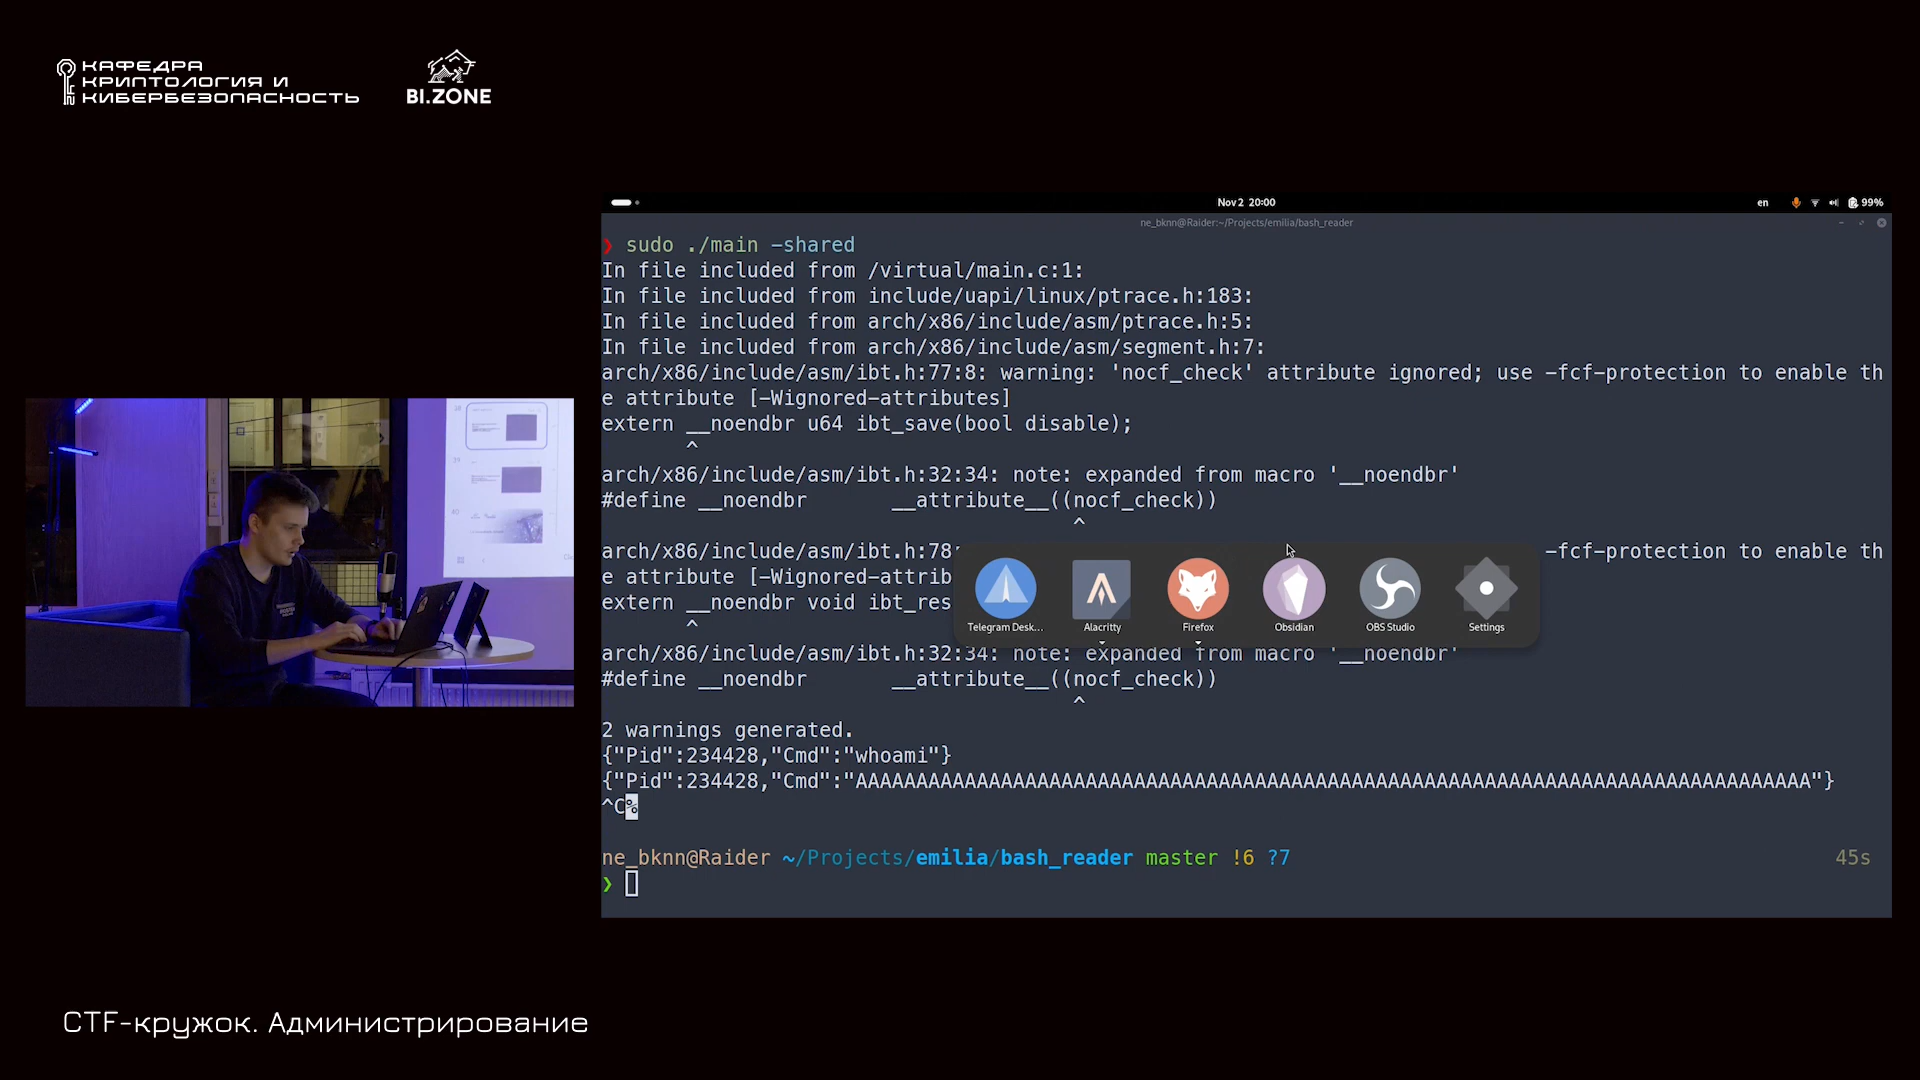 КАФЕДРА
КРИПТОЛОГИЯ И
КИБЕРБЕЗОПАСНОСТЬ
BI.ZONE
Nov 2 20:00
en
99%
ne_bknn@Raider:~/Projects/emilia/bash_reader
❯ sudo ./main -shared
In file included from /virtual/main.c:1:
In file included from include/uapi/linux/ptrace.h:183:
In file included from arch/x86/include/asm/ptrace.h:5:
In file included from arch/x86/include/asm/segment.h:7:
arch/x86/include/asm/ibt.h:77:8: warning: 'nocf_check' attribute ignored; use -fcf-protection to enable th
e attribute [-Wignored-attributes]
extern __noendbr u64 ibt_save(bool disable);
^
arch/x86/include/asm/ibt.h:32:34: note: expanded from macro '__noendbr'
#define __noendbr __attribute__((nocf_check))
^
arch/x86/include/asm/ibt.h:78: -fcf-protection to enable th
e attribute [-Wignored-attrib
extern __noendbr void ibt_res
^
Telegram Desk...
Alacritty
Firefox
Obsidian
OBS Studio
Settings
arch/x86/include/asm/ibt.h:32:34: note: expanded from macro '__noendbr'
#define __noendbr __attribute__((nocf_check))
^
2 warnings generated.
{"Pid":234428,"Cmd":"whoami"}
{"Pid":234428,"Cmd":"AAAAAAAAAAAAAAAAAAAAAAAAAAAAAAAAAAAAAAAAAAAAAAAAAAAAAAAAAAAAAAAAAAAAAAAAAAAAAAA"}
^C%
ne_bknn@Raider ~/Projects/emilia/bash_reader master !6 ?7 45s
❯
CTF-кружок. Администрирование